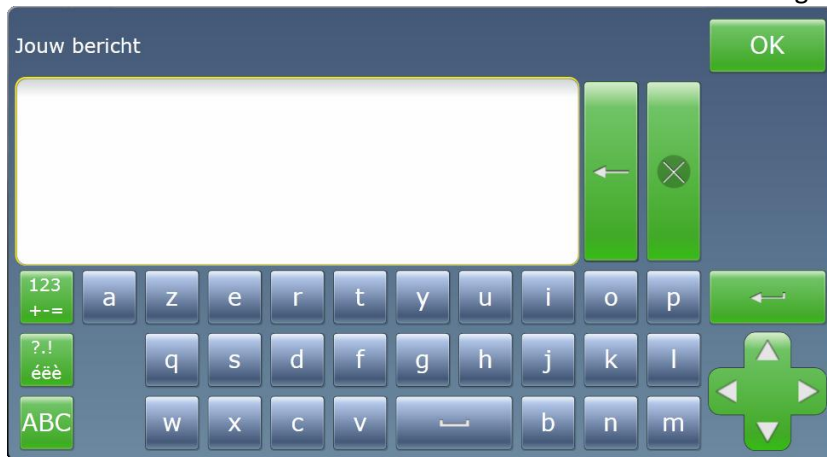 Jouw bericht
OK
123
+-=
a z e r t y u i o p
?.!
éëè
q s d f g h j k l
ABC
w x c v b n m